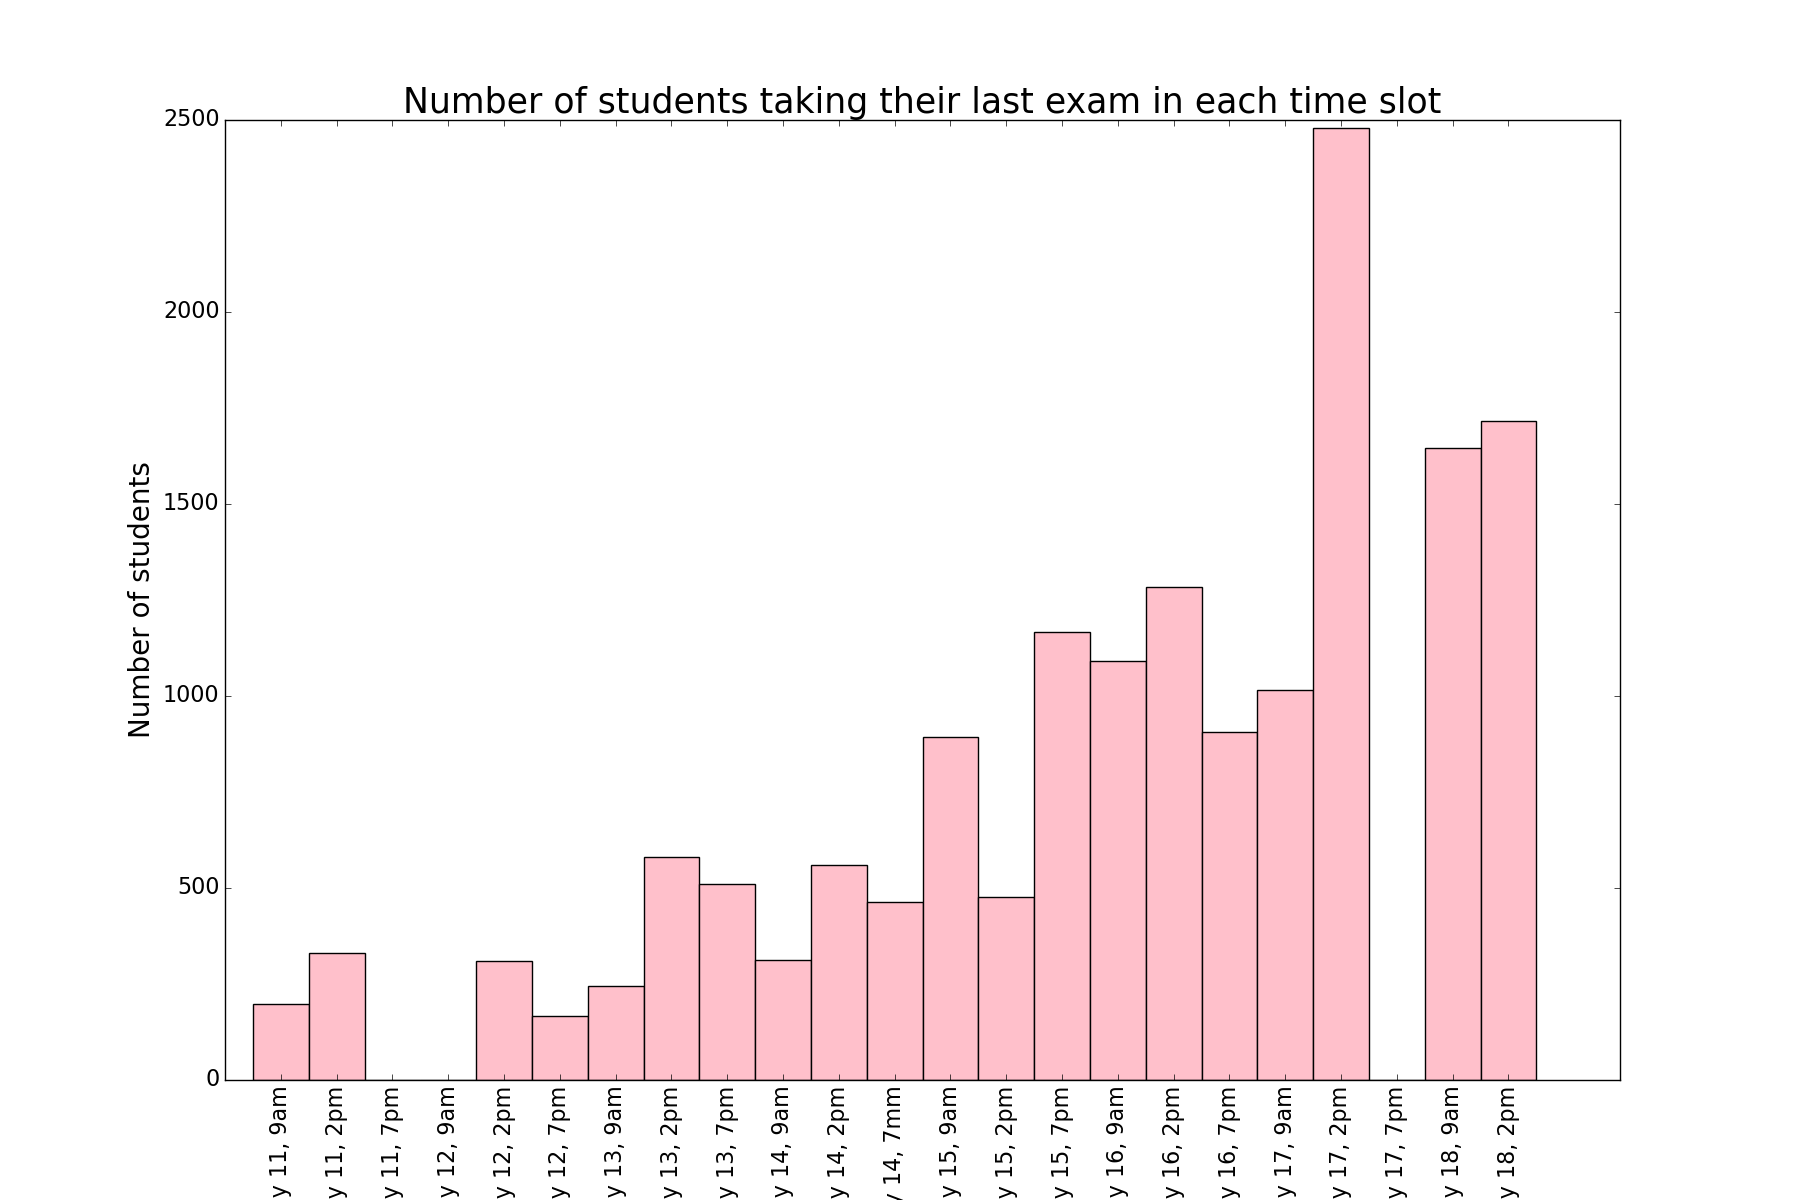 Number of students taking their last exam in each time slot
Number of students
2500
2000
1500
1000
500
0
y 11, 9am
y 11, 2pm
y 11, 7pm
y 12, 9am
y 12, 2pm
y 12, 7pm
y 13, 9am
y 13, 2pm
y 13, 7pm
y 14, 9am
y 14, 2pm
y 14, 7mm
y 15, 9am
y 15, 2pm
y 15, 7pm
y 16, 9am
y 16, 2pm
y 16, 7pm
y 17, 9am
y 17, 2pm
y 17, 7pm
y 18, 9am
y 18, 2pm